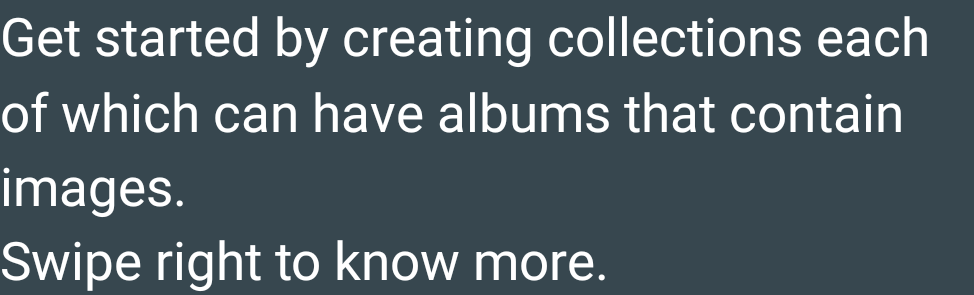 Get started by creating collections each
of which can have albums that contain
images.
Swipe right to know more.